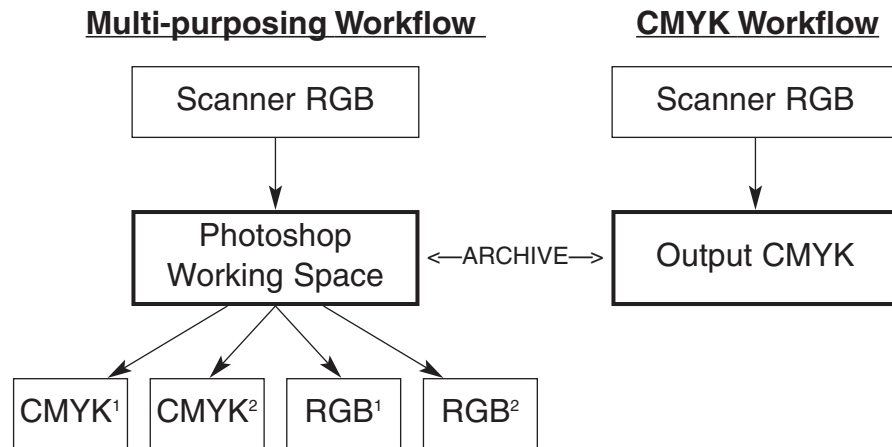 Multi-purposing Workflow
CMYK Workflow
Scanner RGB
Scanner RGB
Photoshop
Working Space
<—ARCHIVE—>
Output CMYK
CMYK¹
CMYK²
RGB¹
RGB²